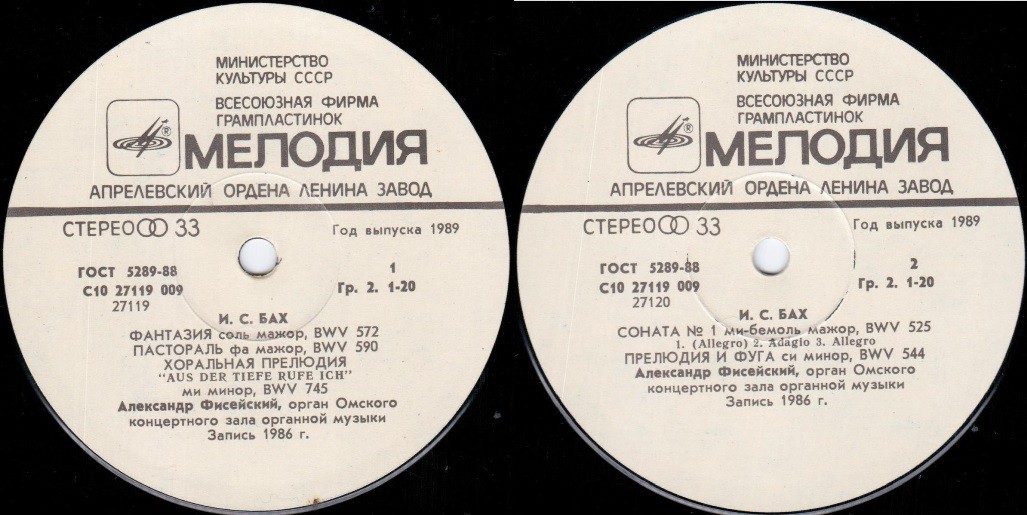 МИНИСТЕРСТВО
КУЛЬТУРЫ СССР
ВСЕСОЮЗНАЯ ФИРМА
ГРАМПЛАСТИНОК
®
МЕЛОДИЯ
АПРЕЛЕВСКИЙ ОРДЕНА ЛЕНИНА ЗАВОД
СТЕРЕО 33
Год выпуска 1989
ГОСТ 5289-88
1
С10 27119 009
Гр. 2. 1-20
27119
И. С. БАХ
ФАНТАЗИЯ соль мажор, BWV 572
ПАСТОРАЛЬ фа мажор, BWV 590
ХОРАЛЬНАЯ ПРЕЛЮДИЯ
"AUS DER TIEFE RUFE ICH"
ми минор, BWV 745
Александр Фисейский, орган Омского
концертного зала органной музыки
Запись 1986 г.
МИНИСТЕРСТВО
КУЛЬТУРЫ СССР
ВСЕСОЮЗНАЯ ФИРМА
ГРАМПЛАСТИНОК
®
МЕЛОДИЯ
АПРЕЛЕВСКИЙ ОРДЕНА ЛЕНИНА ЗАВОД
СТЕРЕО 33
Год выпуска 1989
ГОСТ 5289-88
2
С10 27119 009
Гр. 2. 1-20
27120
И. С. БАХ
СОНАТА № 1 ми-бемоль мажор, BWV 525
1. (Allegro) 2. Adagio 3. Allegro
ПРЕЛЮДИЯ И ФУГА си минор, BWV 544
Александр Фисейский, орган Омского
концертного зала органной музыки
Запись 1986 г.